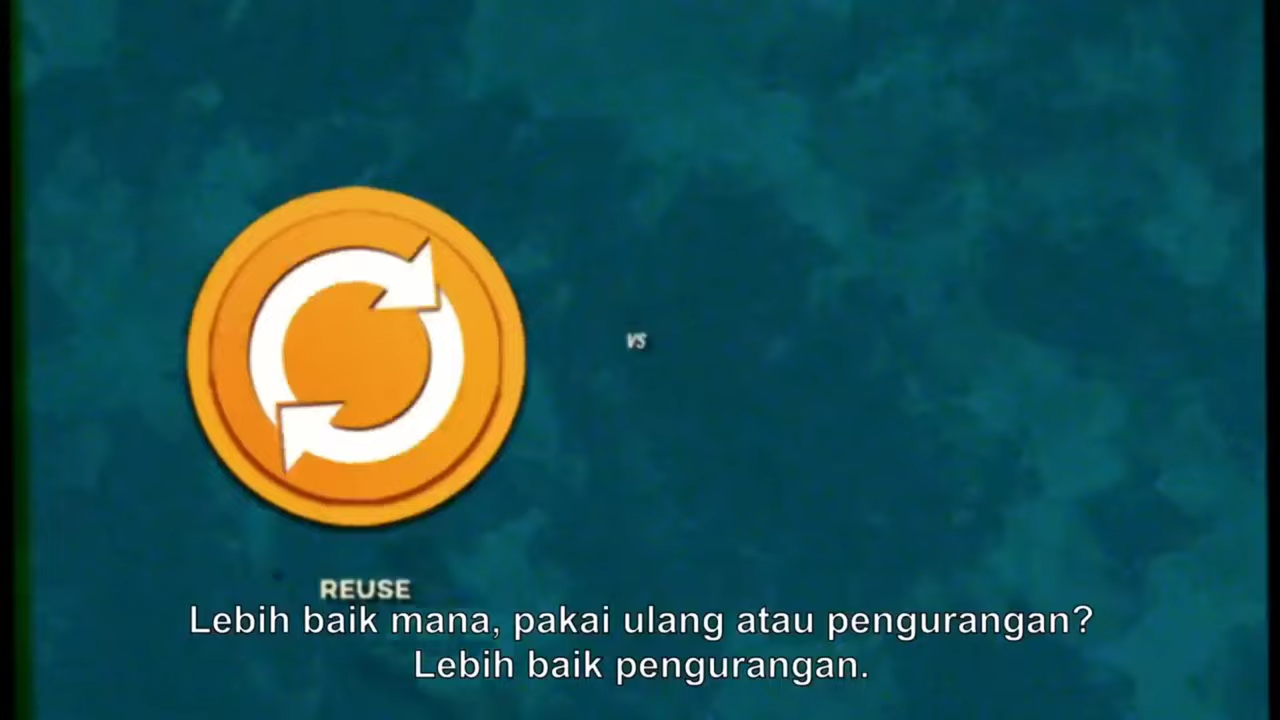 vs
REUSE
Lebih baik mana, pakai ulang atau pengurangan?
Lebih baik pengurangan.